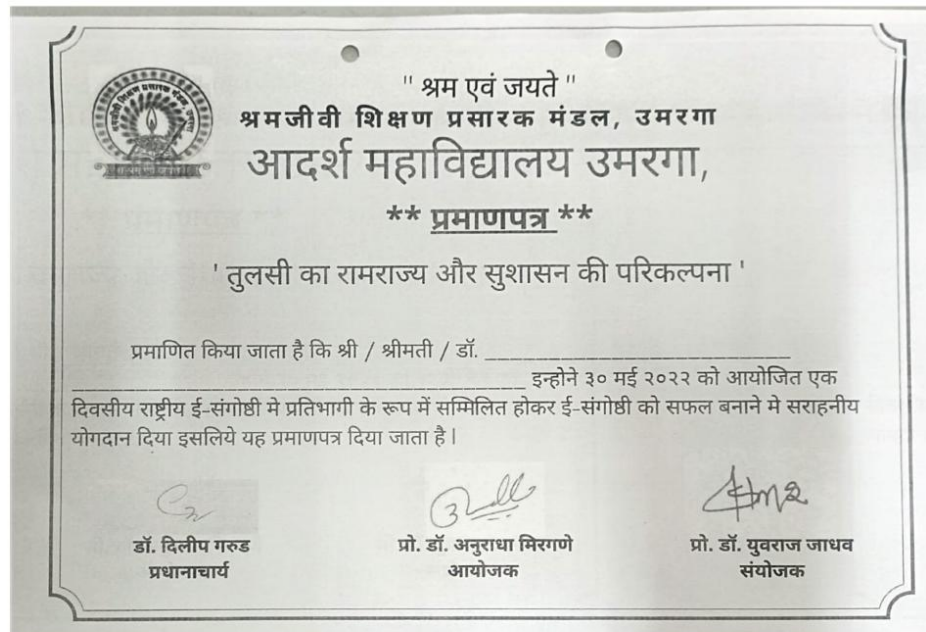 " श्रम एवं जयते "
श्रमजीवी शिक्षण प्रसारक मंडल, उमरगा
आदर्श महाविद्यालय उमरगा,
** प्रमाणपत्र **
' तुलसी का रामराज्य और सुशासन की परिकल्पना '
प्रमाणित किया जाता है कि श्री / श्रीमती / डॉ. ____________________________
__________________________________________ इन्होने ३० मई २०२२ को आयोजित एक
दिवसीय राष्ट्रीय ई-संगोष्ठी मे प्रतिभागी के रूप में सम्मिलित होकर ई-संगोष्ठी को सफल बनाने मे सराहनीय
योगदान दिया इसलिये यह प्रमाणपत्र दिया जाता है।
डॉ. दिलीप गरुड प्रो. डॉ. अनुराधा मिरगणे प्रो. डॉ. युवराज जाधव
प्रधानाचार्य आयोजक संयोजक